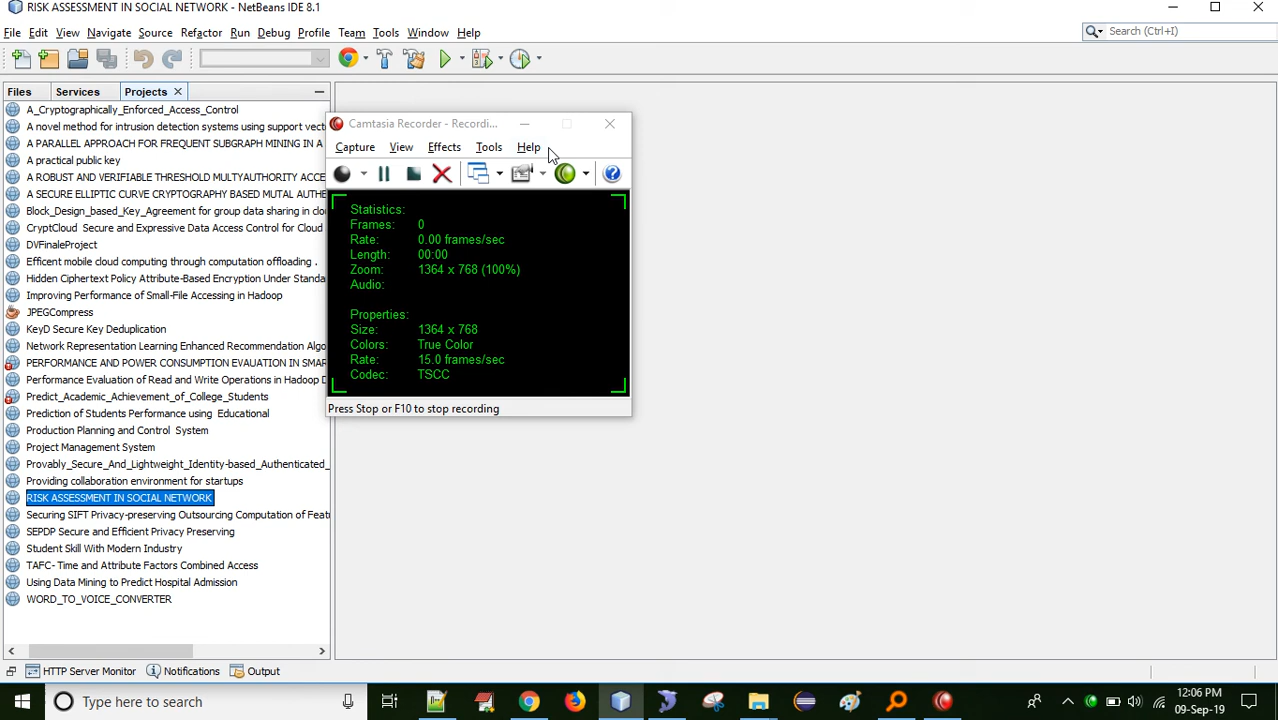 RISK ASSESSMENT IN SOCIAL NETWORK - NetBeans IDE 8.1
File Edit View Navigate Source Refactor Run Debug Profile Team Tools Window Help
Search (Ctrl+I)
Files Services Projects
A_Cryptographically_Enforced_Access_Control
A novel method for intrusion detection systems using support vect
A PARALLEL APPROACH FOR FREQUENT SUBGRAPH MINING IN A
A practical public key
A ROBUST AND VERIFIABLE THRESHOLD MULTYAUTHORITY ACCE
A SECURE ELLIPTIC CURVE CRYPTOGRAPHY BASED MUTAL AUTHE
Block_Design_based_Key_Agreement for group data sharing in clo
CryptCloud Secure and Expressive Data Access Control for Cloud
DVFinaleProject
Efficent mobile cloud computing through computation offloading .
Hidden Ciphertext Policy Attribute-Based Encryption Under Standa
Improving Performance of Small-File Accessing in Hadoop
JPEGCompress
KeyD Secure Key Deduplication
Network Representation Learning Enhanced Recommendation Algo
PERFORMANCE AND POWER CONSUMPTION EVALUATION IN SMAR
Performance Evaluation of Read and Write Operations in Hadoop D
Predict_Academic_Achievement_of_College_Students
Prediction of Students Performance using Educational
Production Planning and Control System
Project Management System
Provably_Secure_And_Lightweight_Identity-based_Authenticated_
Providing collaboration environment for startups
RISK ASSESSMENT IN SOCIAL NETWORK
Securing SIFT Privacy-preserving Outsourcing Computation of Feat
SEPDP Secure and Efficient Privacy Preserving
Student Skill With Modern Industry
TAFC- Time and Attribute Factors Combined Access
Using Data Mining to Predict Hospital Admission
WORD_TO_VOICE_CONVERTER
Camtasia Recorder - Recordi...
Capture View Effects Tools Help
Statistics:
Frames: 0
Rate: 0.00 frames/sec
Length: 00:00
Zoom: 1364 x 768 (100%)
Audio:
Properties:
Size: 1364 x 768
Colors: True Color
Rate: 15.0 frames/sec
Codec: TSCC
Press Stop or F10 to stop recording
HTTP Server Monitor Notifications Output
Type here to search
12:06 PM
09-Sep-19